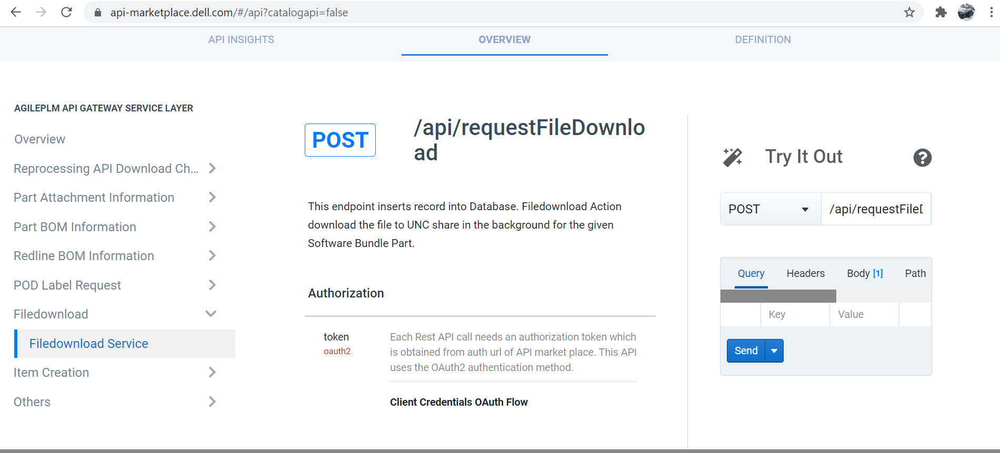 api-marketplace.dell.com/#/api?catalogapi=false
API INSIGHTS
OVERVIEW
DEFINITION
AGILEPLM API GATEWAY SERVICE LAYER
Overview
Reprocessing API Download Ch...
Part Attachment Information
Part BOM Information
Redline BOM Information
POD Label Request
Filedownload
Filedownload Service
Item Creation
Others
POST
/api/requestFileDownlo
ad
This endpoint inserts record into Database. Filedownload Action
download the file to UNC share in the background for the given
Software Bundle Part.
Authorization
token
oauth2
Each Rest API call needs an authorization token which
is obtained from auth url of API market place. This API
uses the OAuth2 authentication method.
Client Credentials OAuth Flow
Try It Out
?
POST
/api/requestFileD
Query
Headers
Body [1]
Path
Key
Value
Send